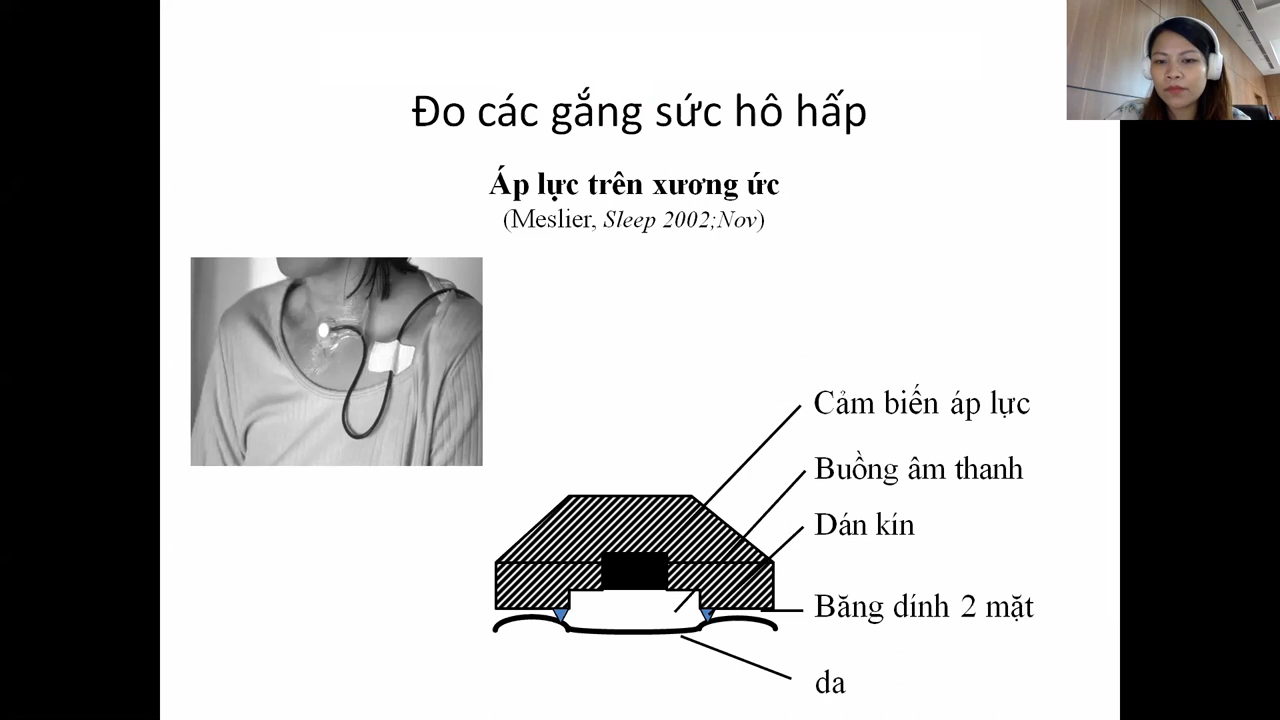 Đo các gắng sức hô hấp
Áp lực trên xương ức
(Meslier, Sleep 2002;Nov)
Cảm biến áp lực
Buồng âm thanh
Dán kín
Băng dính 2 mặt
da